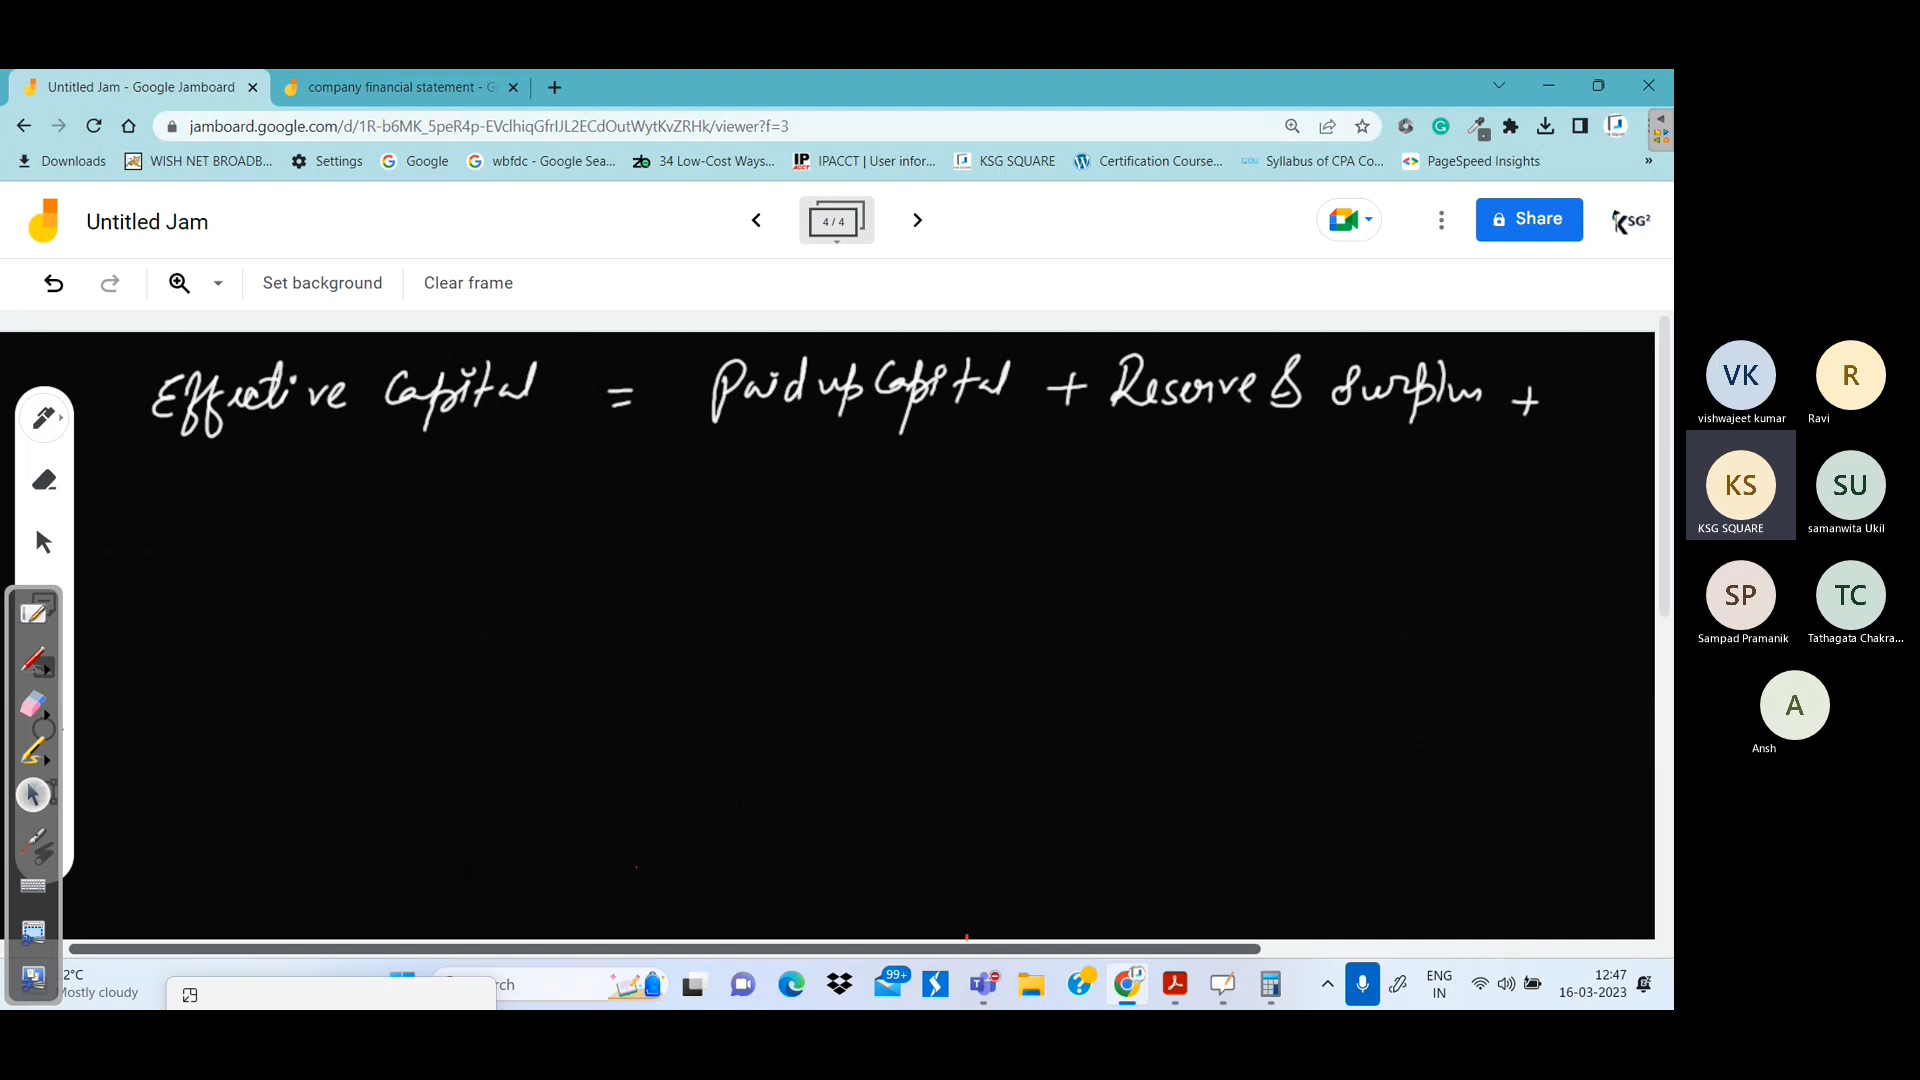 Untitled Jam - Google Jamboard
company financial statement - G
jamboard.google.com/d/1R-b6MK_5peR4p-EVclhiqGfrIJL2ECdOutWytKvZRHk/viewer?f=3
Downloads
WISH NET BROADB...
Settings
Google
wbfdc - Google Sea...
34 Low-Cost Ways...
IPACCT | User infor...
KSG SQUARE
Certification Course...
Syllabus of CPA Co...
PageSpeed Insights
»
Untitled Jam
4 / 4
Share
KSG²
Set background
Clear frame
Effective Capital = Paid up Capital + Reserve & Surplus +
VK
vishwajeet kumar
R
Ravi
KS
KSG SQUARE
SU
samanwita Ukil
SP
Sampad Pramanik
TC
Tathagata Chakra...
A
Ansh
2°C
Mostly cloudy
rch
99+
ENG
IN
12:47
16-03-2023